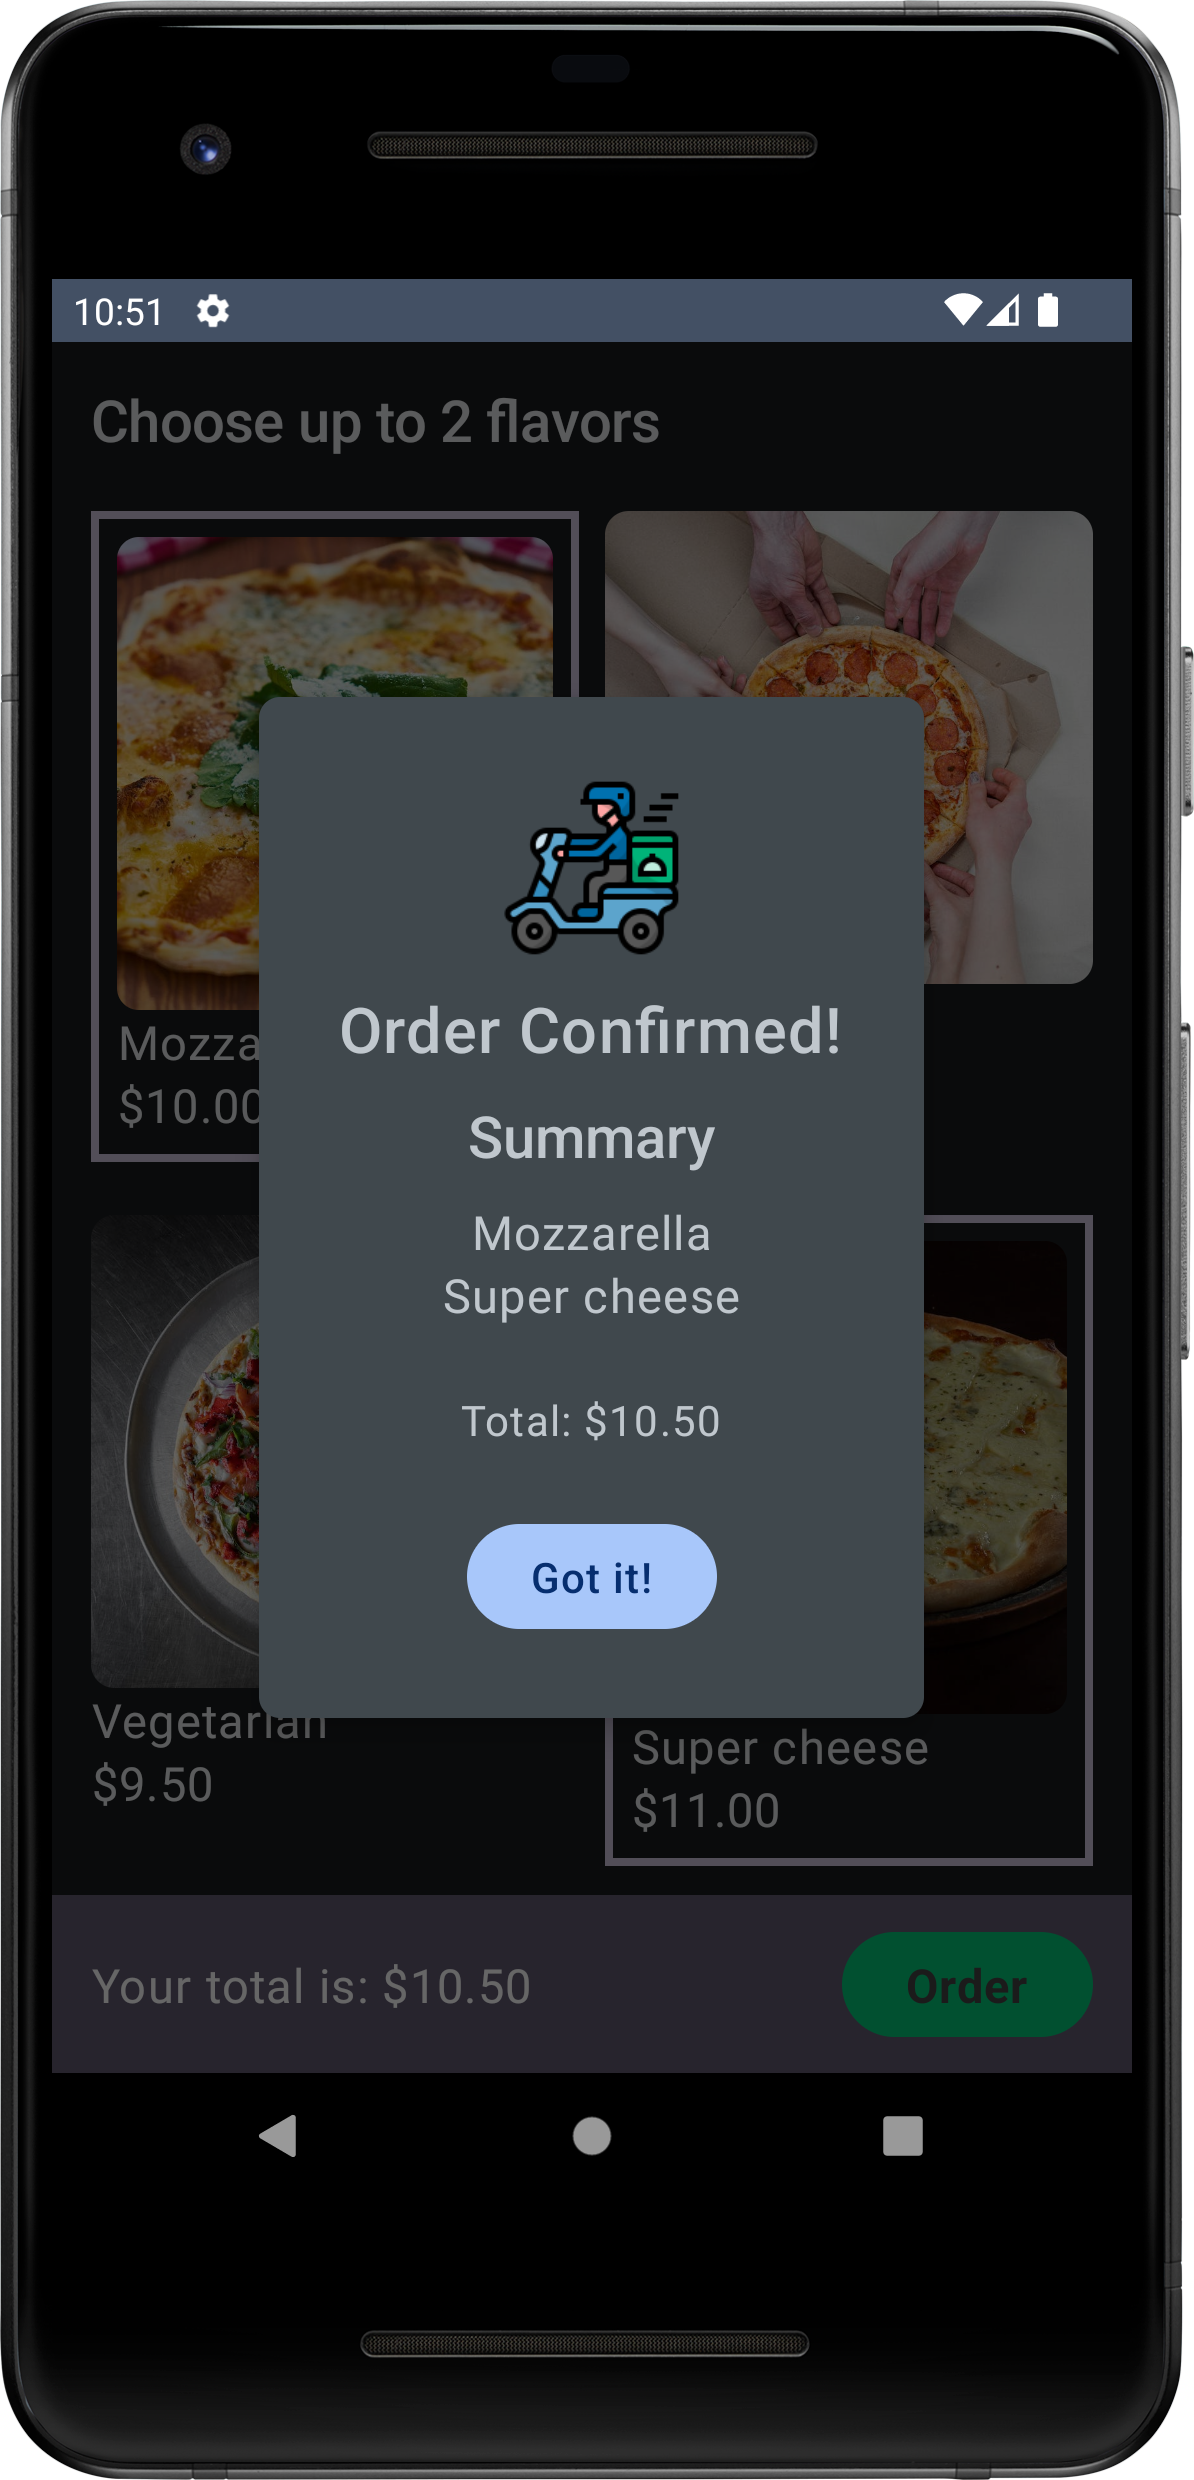 10:51
Choose up to 2 flavors
$10.00
Order Confirmed!
Summary
Mozzarella
Super cheese
Total: $10.50
Got it!
Vegetarian
$9.50
Super cheese
$11.00
Your total is: $10.50
Order